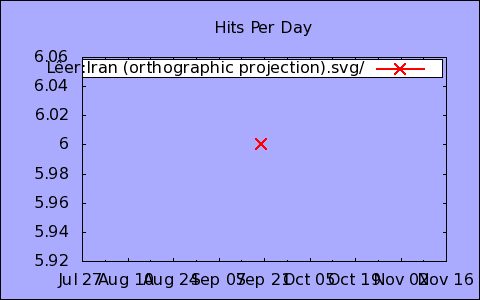 Hits Per Day
6.06
Lêer:Iran (orthographic projection).svg/
6.04
6.02
6
5.98
5.96
5.94
5.92
Jul 27 Aug 10 Aug 24 Sep 07 Sep 21 Oct 05 Oct 19 Nov 02 Nov 16